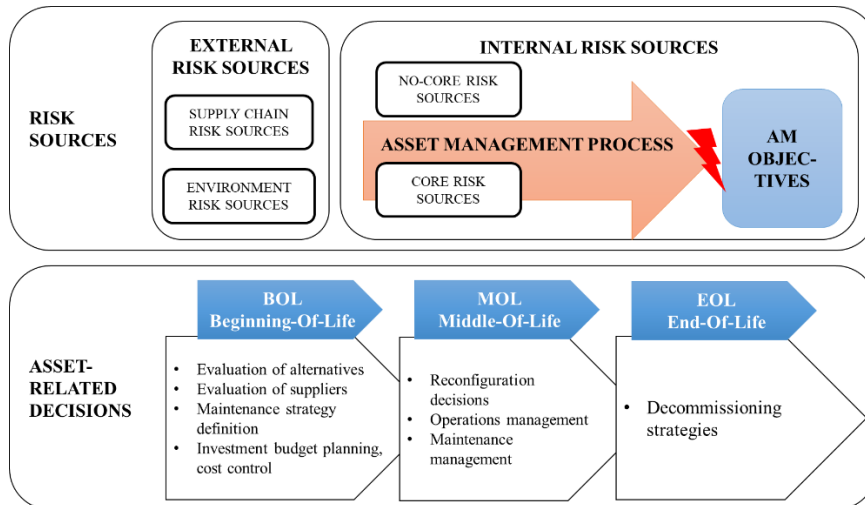 RISK
SOURCES
EXTERNAL
RISK SOURCES
SUPPLY CHAIN
RISK SOURCES
ENVIRONMENT
RISK SOURCES
INTERNAL RISK SOURCES
NO-CORE RISK
SOURCES
ASSET MANAGEMENT PROCESS
CORE RISK
SOURCES
AM
OBJEC-
TIVES
ASSET-
RELATED
DECISIONS
BOL
Beginning-Of-Life
• Evaluation of alternatives
• Evaluation of suppliers
• Maintenance strategy
definition
• Investment budget planning,
cost control
MOL
Middle-Of-Life
• Reconfiguration
decisions
• Operations management
• Maintenance
management
EOL
End-Of-Life
• Decommissioning
strategies